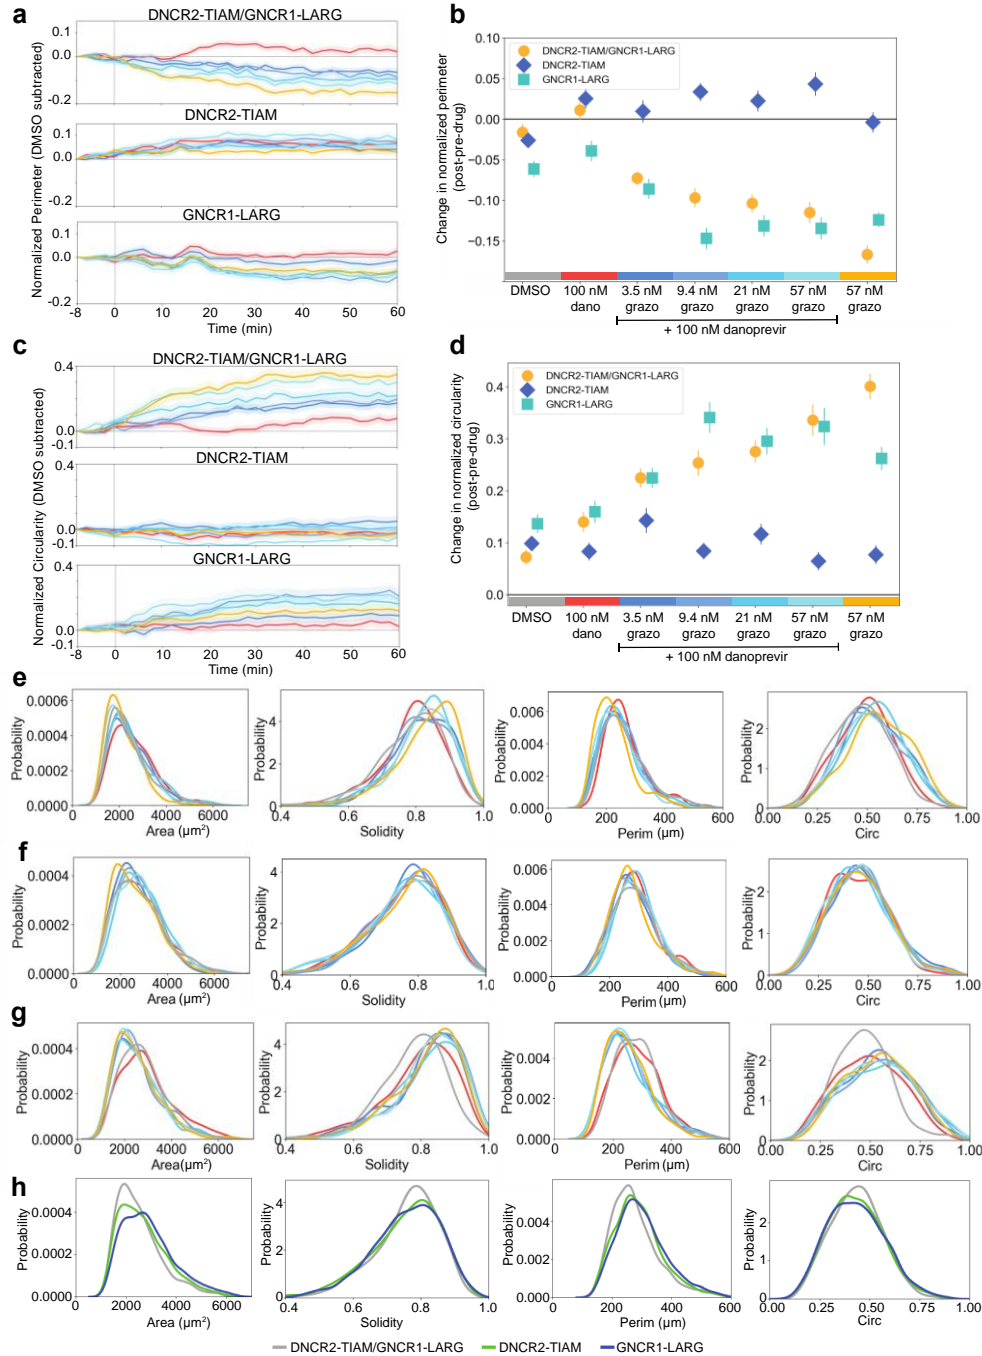 a
DNCR2-TIAM/GNCR1-LARG
0.1
0.0
-0.2
DNCR2-TIAM
0.1
0.0
-0.2
GNCR1-LARG
0.1
0.0
-0.2
-8 0 10 20 30 40 50 60
Time (min)
Normalized Perimeter (DMSO subtracted)
b
0.10
0.05
0.00
-0.05
-0.10
-0.15
Change in normalized perimeter
(post-pre-drug)
DNCR2-TIAM/GNCR1-LARG
DNCR2-TIAM
GNCR1-LARG
DMSO 100 nM 3.5 nM 9.4 nM 21 nM 57 nM 57 nM
dano grazo grazo grazo grazo grazo
+ 100 nM danoprevir
c
DNCR2-TIAM/GNCR1-LARG
0.4
0.0
-0.1
DNCR2-TIAM
0.4
0.0
-0.1
GNCR1-LARG
0.4
0.0
-0.1
-8 0 10 20 30 40 50 60
Time (min)
Normalized Circularity (DMSO subtracted)
d
0.4
0.3
0.2
0.1
0.0
Change in normalized circularity
(post-pre-drug)
DNCR2-TIAM/GNCR1-LARG
DNCR2-TIAM
GNCR1-LARG
DMSO 100 nM 3.5 nM 9.4 nM 21 nM 57 nM 57 nM
dano grazo grazo grazo grazo grazo
+ 100 nM danoprevir
e
Probability
0.0006
0.0004
0.0002
0.0000
0 2000 4000 6000
Area (µm²)
Probability
4
2
0
0.4 0.6 0.8 1.0
Solidity
Probability
0.006
0.004
0.002
0.000
200 400 600
Perim (µm)
Probability
2
1
0
0.00 0.25 0.50 0.75 1.00
Circ
f
Probability
0.0004
0.0002
0.0000
0 2000 4000 6000
Area (µm²)
Probability
4
2
0
0.4 0.6 0.8 1.0
Solidity
Probability
0.006
0.004
0.002
0.000
200 400 600
Perim (µm)
Probability
2
1
0
0.00 0.25 0.50 0.75 1.00
Circ
g
Probability
0.0004
0.0002
0.0000
0 2000 4000 6000
Area(µm²)
Probability
4
2
0
0.4 0.6 0.8 1.0
Solidity
Probability
0.004
0.002
0.000
200 400 600
Perim (µm)
Probability
2
1
0
0.00 0.25 0.50 0.75 1.00
Circ
h
Probability
0.0004
0.0002
0.0000
0 2000 4000 6000
Area (µm²)
Probability
4
2
0
0.4 0.6 0.8 1.0
Solidity
Probability
0.004
0.002
0.000
200 400 600
Perim (µm)
Probability
2
1
0
0.00 0.25 0.50 0.75 1.00
Circ
DNCR2-TIAM/GNCR1-LARG DNCR2-TIAM GNCR1-LARG